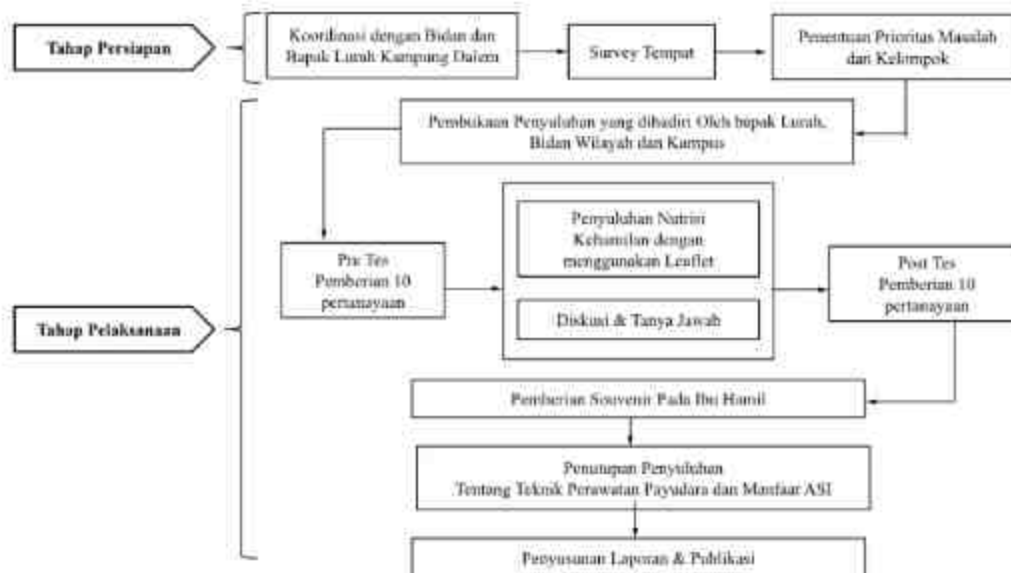 Tahap Persiapan
Koordinasi dengan Bidan dan
Bapak Lurah Kampung Dalem
Survey Tempat
Penentuan Prioritas Masalah
dan Kelompok
Pembukaan Penyuluhan yang dihadiri Oleh bapak Lurah,
Bidan Wilayah dan Kampus
Tahap Pelaksanaan
Pre Tes
Pemberian 10
pertanayaan
Penyuluhan Nutrisi
Kehamilan dengan
menggunakan Leaflet
Diskusi & Tanya Jawab
Post Tes
Pemberian 10
pertanayaan
Pemberian Souvenir Pada Ibu Hamil
Penutupan Penyuluhan
Tentang Teknik Perawatan Payudara dan Manfaat ASI
Penyusunan Laporan & Publikasi